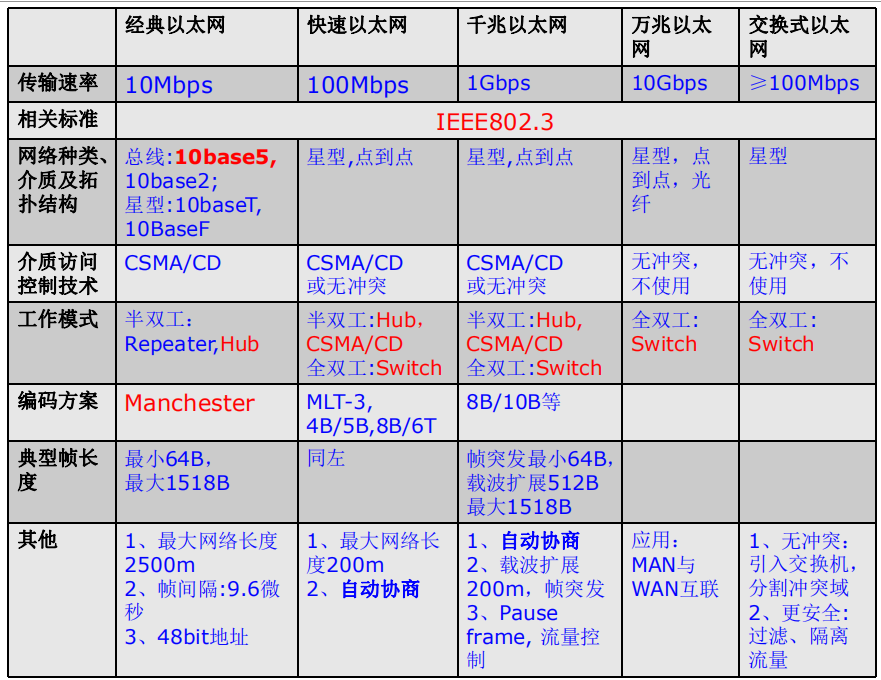 经典以太网
快速以太网
千兆以太网
万兆以太
网
交换式以太
网
传输速率
10Mbps
100Mbps
1Gbps
10Gbps
≥100Mbps
相关标准
IEEE802.3
网络种类、
介质及拓
扑结构
总线:10base5,
10base2;
星型:10baseT,
10BaseF
星型,点到点
星型,点到点
星型，点
到点，光
纤
星型
介质访问
控制技术
CSMA/CD
CSMA/CD
或无冲突
CSMA/CD
或无冲突
无冲突，
不使用
无冲突，不
使用
工作模式
半双工：
Repeater,Hub
半双工:Hub，
CSMA/CD
全双工:Switch
半双工:Hub,
CSMA/CD
全双工:Switch
全双工:
Switch
全双工:
Switch
编码方案
Manchester
MLT-3,
4B/5B,8B/6T
8B/10B等
典型帧长
度
最小64B，
最大1518B
同左
帧突发最小64B，
载波扩展512B
最大1518B
其他
1、最大网络长度
2500m
2、帧间隔:9.6微
秒
3、48bit地址
1、最大网络长
度200m
2、自动协商
1、自动协商
2、载波扩展
200m，帧突发
3、Pause
frame, 流量控
制
应用：
MAN与
WAN互联
1、无冲突：
引入交换机，
分割冲突域
2、更安全:
过滤、隔离
流量